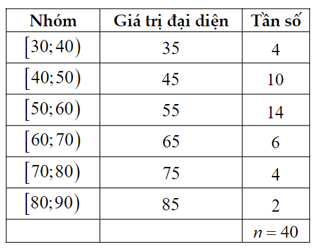 Nhóm Giá trị đại diện Tần số
[30;40) 35 4
[40;50) 45 10
[50;60) 55 14
[60;70) 65 6
[70;80) 75 4
[80;90) 85 2
n = 40